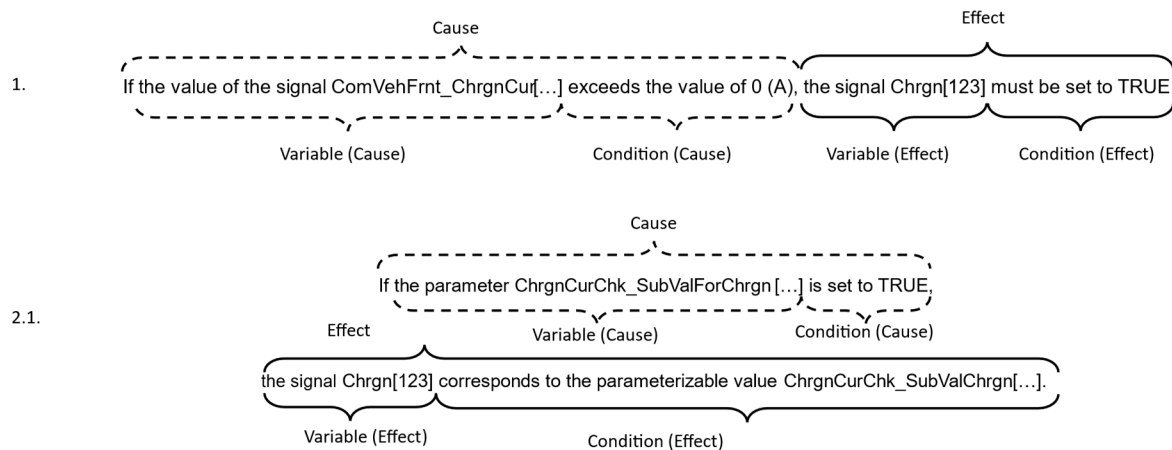 Cause
Effect
1.
If the value of the signal ComVehFrnt_ChrgnCur[…] exceeds the value of 0 (A), the signal Chrgn[123] must be set to TRUE
Variable (Cause)
Condition (Cause)
Variable (Effect)
Condition (Effect)
Cause
If the parameter ChrgnCurChk_SubValForChrgn […] is set to TRUE,
2.1.
Variable (Cause)
Condition (Cause)
Effect
the signal Chrgn[123] corresponds to the parameterizable value ChrgnCurChk_SubValChrgn[…].
Variable (Effect)
Condition (Effect)